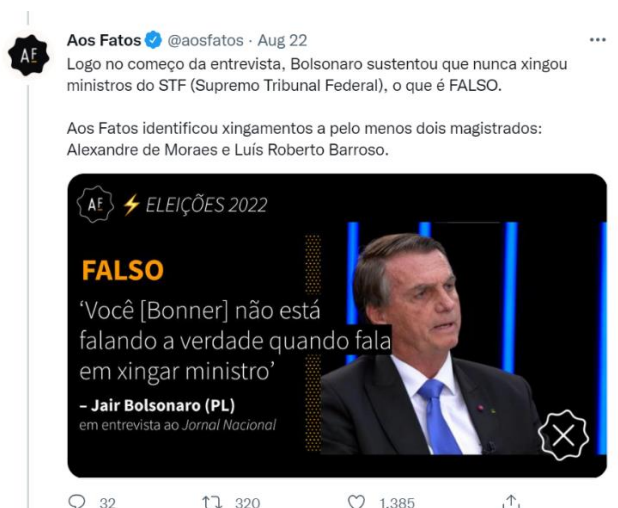 Aos Fatos @aosfatos · Aug 22
Logo no começo da entrevista, Bolsonaro sustentou que nunca xingou
ministros do STF (Supremo Tribunal Federal), o que é FALSO.
Aos Fatos identificou xingamentos a pelo menos dois magistrados:
Alexandre de Moraes e Luís Roberto Barroso.
AF
AF ⚡ ELEIÇÕES 2022
FALSO
‘Você [Bonner] não está
falando a verdade quando fala
em xingar ministro’
– Jair Bolsonaro (PL)
em entrevista ao Jornal Nacional
32 320 1,385